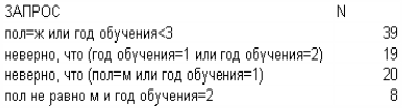 ЗАПРОС N
пол=ж или год обучения<3 39
неверно, что (год обучения=1 или год обучения=2) 19
неверно, что (пол=м или год обучения=1) 20
пол не равно м и год обучения=2 8